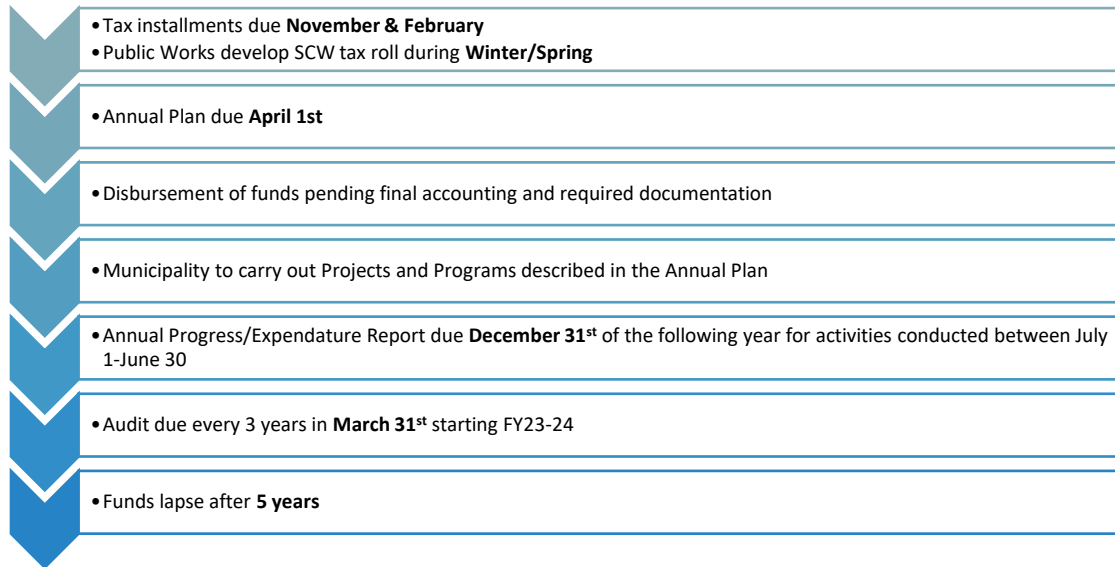 •Tax installments due November & February
•Public Works develop SCW tax roll during Winter/Spring
•Annual Plan due April 1st
•Disbursement of funds pending final accounting and required documentation
•Municipality to carry out Projects and Programs described in the Annual Plan
•Annual Progress/Expendature Report due December 31st of the following year for activities conducted between July
1-June 30
•Audit due every 3 years in March 31st starting FY23-24
•Funds lapse after 5 years